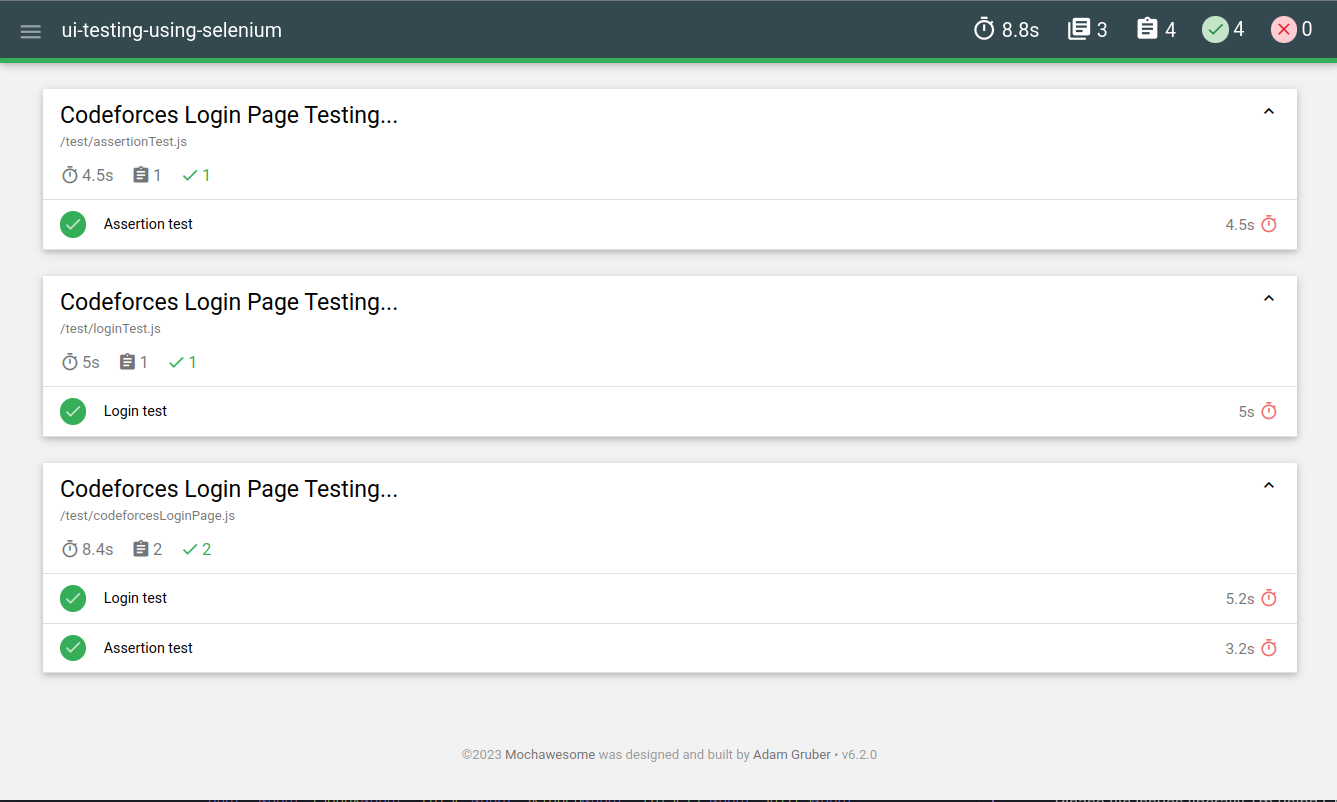 ui-testing-using-selenium 8.8s 3 4 4 0
Codeforces Login Page Testing...
/test/assertionTest.js
4.5s 1 1
Assertion test 4.5s
Codeforces Login Page Testing...
/test/loginTest.js
5s 1 1
Login test 5s
Codeforces Login Page Testing...
/test/codeforcesLoginPage.js
8.4s 2 2
Login test 5.2s
Assertion test 3.2s
©2023 Mochawesome was designed and built by Adam Gruber • v6.2.0